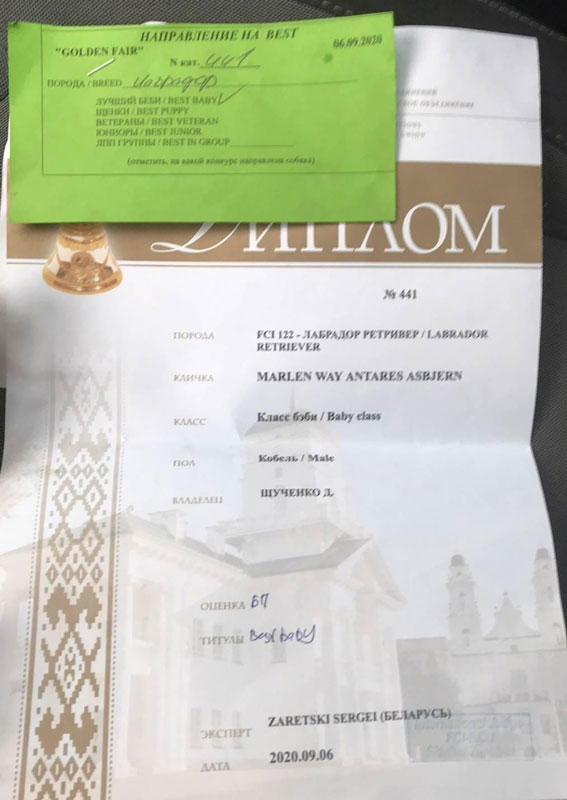 НАПРАВЛЕНИЕ НА BEST
"GOLDEN FAIR"
06.09.2020
N кат. 441
ПОРОДА / BREED лабрадор
ЛУЧШИЙ БЕБИ / BEST BABY
ЩЕНКИ / BEST PUPPY
ВЕТЕРАНЫ / BEST VETERAN
ЮНИОРЫ / BEST JUNIOR
ЛПП ГРУППЫ / BEST IN GROUP
(отметить, на какой конкурс направлена собака)
ДИПЛОМ
№ 441
ПОРОДА FCI 122 - ЛАБРАДОР РЕТРИВЕР / LABRADOR
RETRIEVER
КЛИЧКА MARLEN WAY ANTARES ASBJERN
КЛАСС Класс бэби / Baby class
ПОЛ Кобель / Male
ВЛАДЕЛЕЦ ЩУЧЕНКО Д.
ОЦЕНКА БП
ТИТУЛЫ Best baby
ЭКСПЕРТ ZARETSKI SERGEI (БЕЛАРУСЬ)
ДАТА 2020.09.06